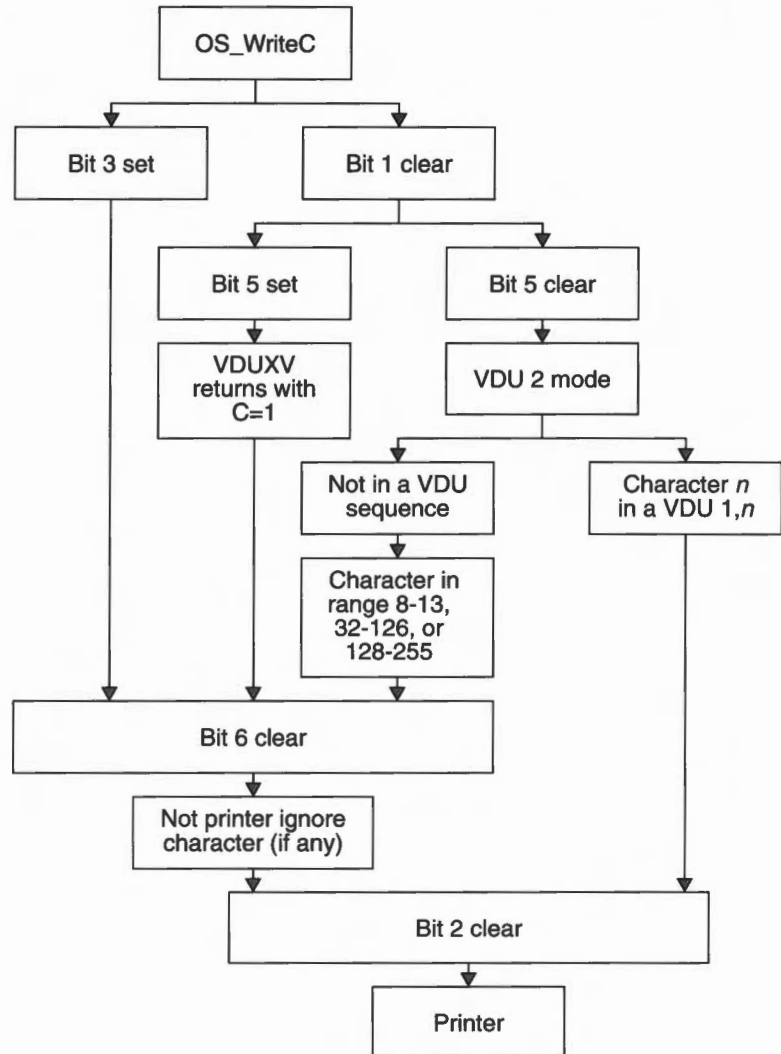 OS_WriteC
Bit 3 set
Bit 1 clear
Bit 5 set
Bit 5 clear
VDUXV
returns with
C=1
VDU 2 mode
Not in a VDU
sequence
Character n
in a VDU 1,n
Character in
range 8-13,
32-126, or
128-255
Bit 6 clear
Not printer ignore
character (if any)
Bit 2 clear
Printer